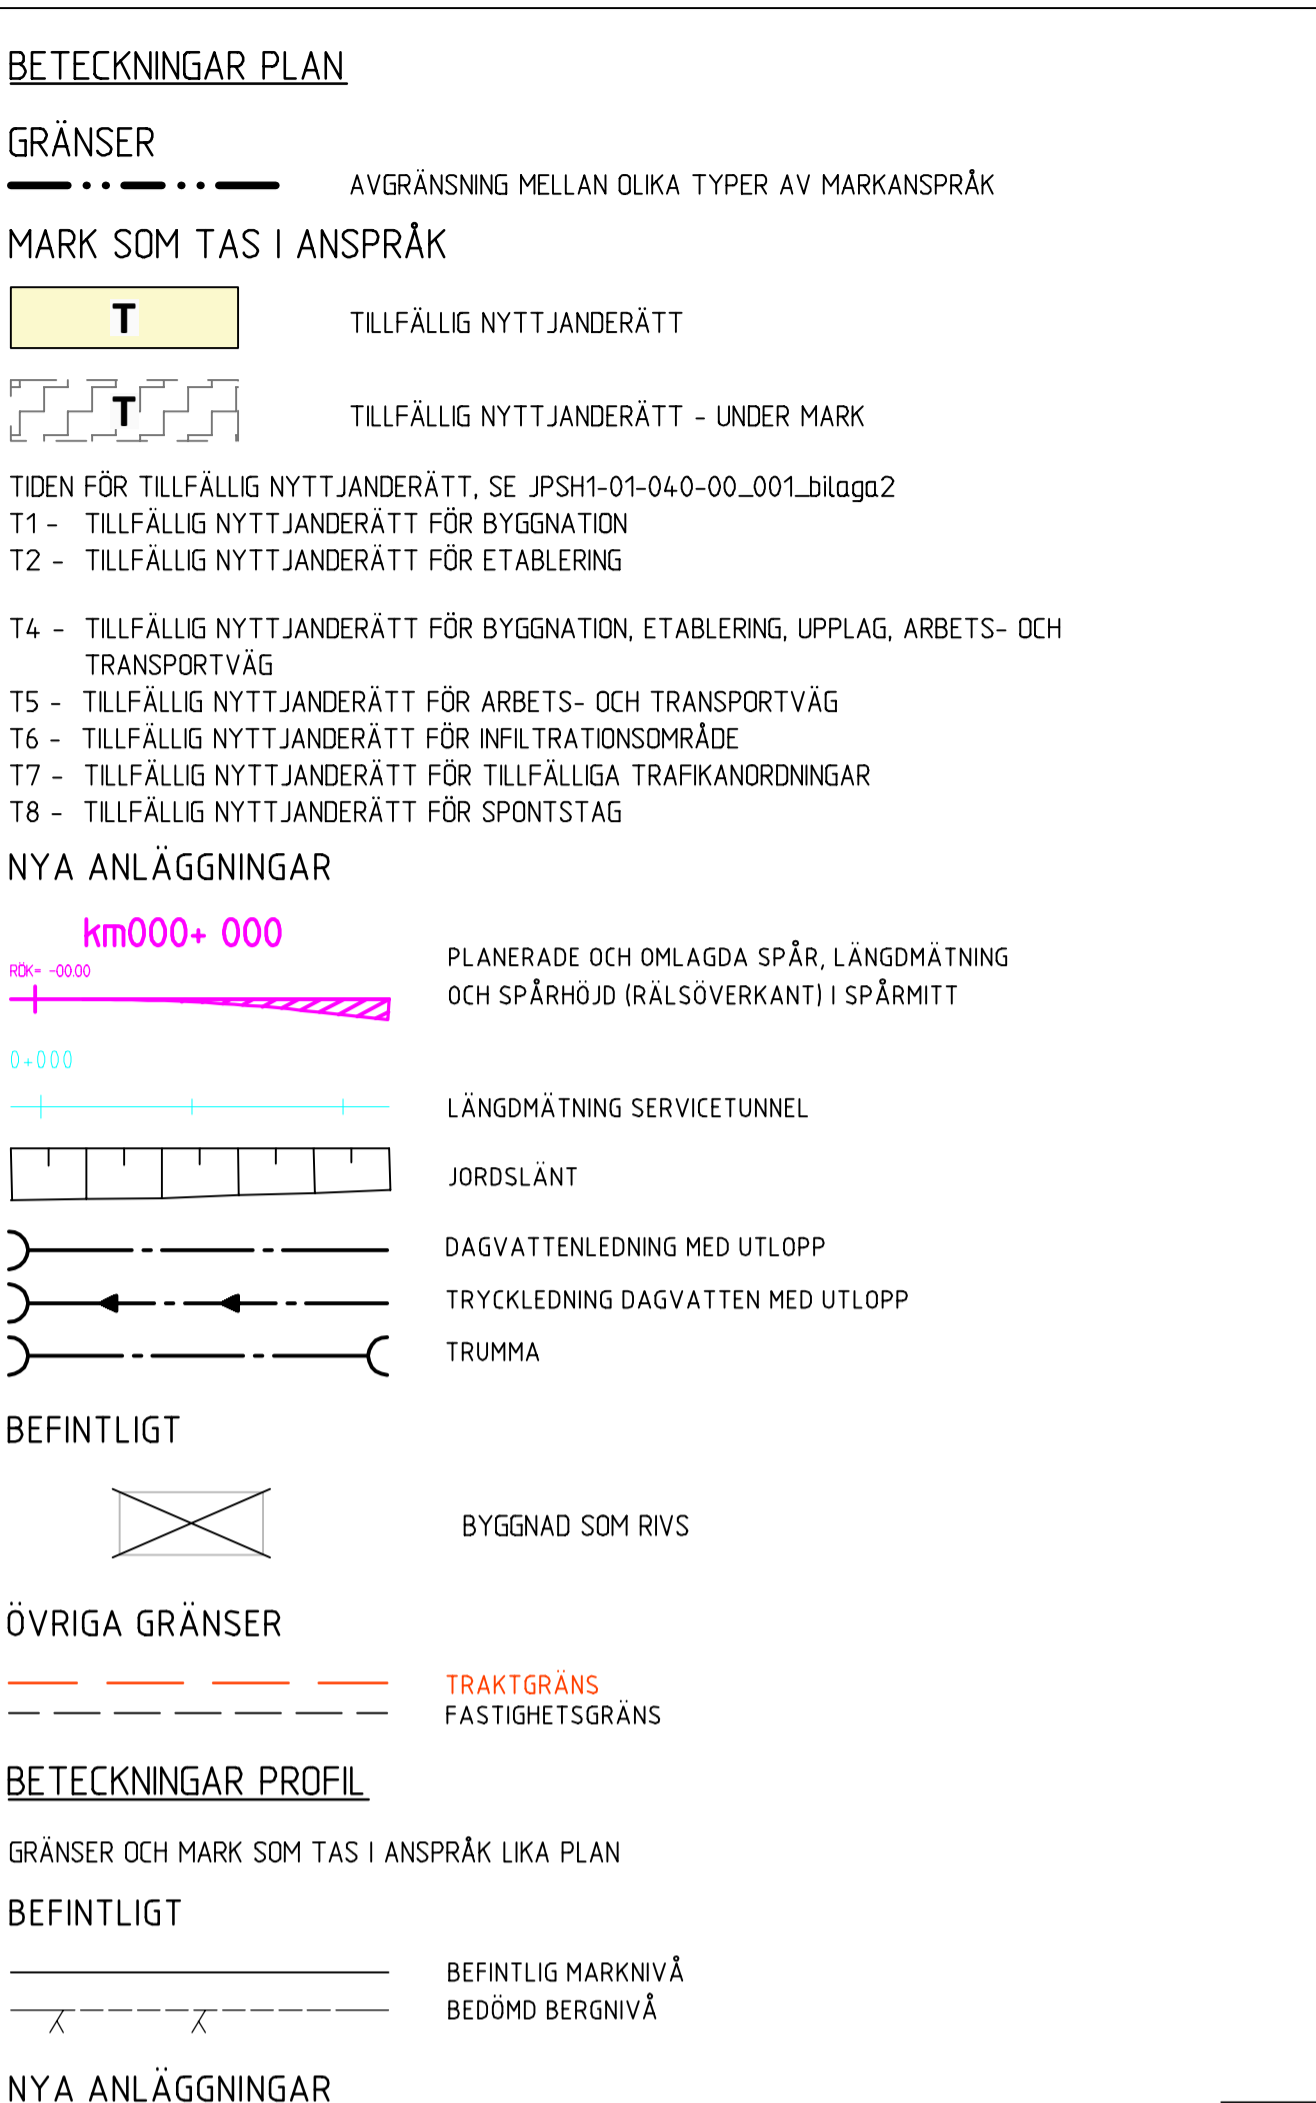 BETECKNINGAR PLAN
GRÄNSER
AVGRÄNSNING MELLAN OLIKA TYPER AV MARKANSPRÅK
MARK SOM TAS I ANSPRÅK
T
TILLFÄLLIG NYTTJANDERÄTT
T
TILLFÄLLIG NYTTJANDERÄTT - UNDER MARK
TIDEN FÖR TILLFÄLLIG NYTTJANDERÄTT, SE JPSH1-01-040-00_001_bilaga2
T1 - TILLFÄLLIG NYTTJANDERÄTT FÖR BYGGNATION
T2 - TILLFÄLLIG NYTTJANDERÄTT FÖR ETABLERING
T4 - TILLFÄLLIG NYTTJANDERÄTT FÖR BYGGNATION, ETABLERING, UPPLAG, ARBETS- OCH
TRANSPORTVÄG
T5 - TILLFÄLLIG NYTTJANDERÄTT FÖR ARBETS- OCH TRANSPORTVÄG
T6 - TILLFÄLLIG NYTTJANDERÄTT FÖR INFILTRATIONSOMRÅDE
T7 - TILLFÄLLIG NYTTJANDERÄTT FÖR TILLFÄLLIGA TRAFIKANORDNINGAR
T8 - TILLFÄLLIG NYTTJANDERÄTT FÖR SPONTSTAG
NYA ANLÄGGNINGAR
km000+ 000
RÖK= -00.00
PLANERADE OCH OMLAGDA SPÅR, LÄNGDMÄTNING
OCH SPÅRHÖJD (RÄLSÖVERKANT) I SPÅRMITT
0+000
LÄNGDMÄTNING SERVICETUNNEL
JORDSLÄNT
DAGVATTENLEDNING MED UTLOPP
TRYCKLEDNING DAGVATTEN MED UTLOPP
TRUMMA
BEFINTLIGT
BYGGNAD SOM RIVS
ÖVRIGA GRÄNSER
TRAKTGRÄNS
FASTIGHETSGRÄNS
BETECKNINGAR PROFIL
GRÄNSER OCH MARK SOM TAS I ANSPRÅK LIKA PLAN
BEFINTLIGT
BEFINTLIG MARKNIVÅ
BEDÖMD BERGNIVÅ
NYA ANLÄGGNINGAR